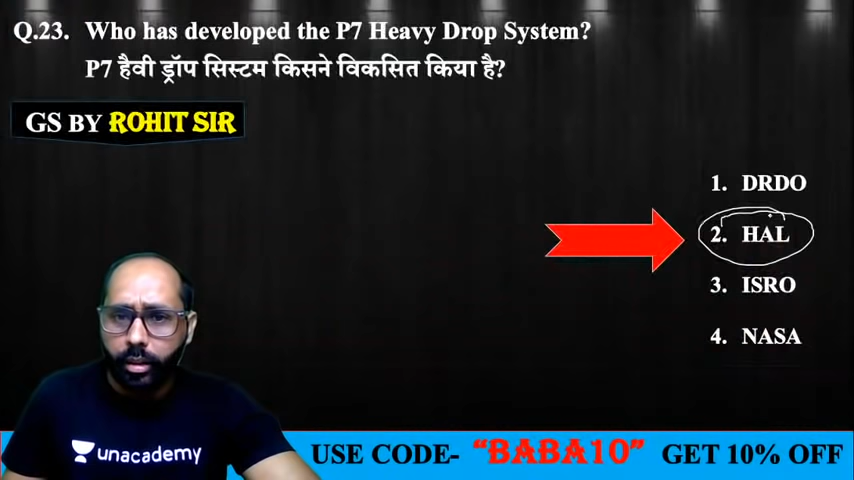 Q.23. Who has developed the P7 Heavy Drop System?
P7 हैवी ड्रॉप सिस्टम किसने विकसित किया है?
GS BY ROHIT SIR
1. DRDO
2. HAL
3. ISRO
4. NASA
unacademy
USE CODE- “BABA10” GET 10% OFF